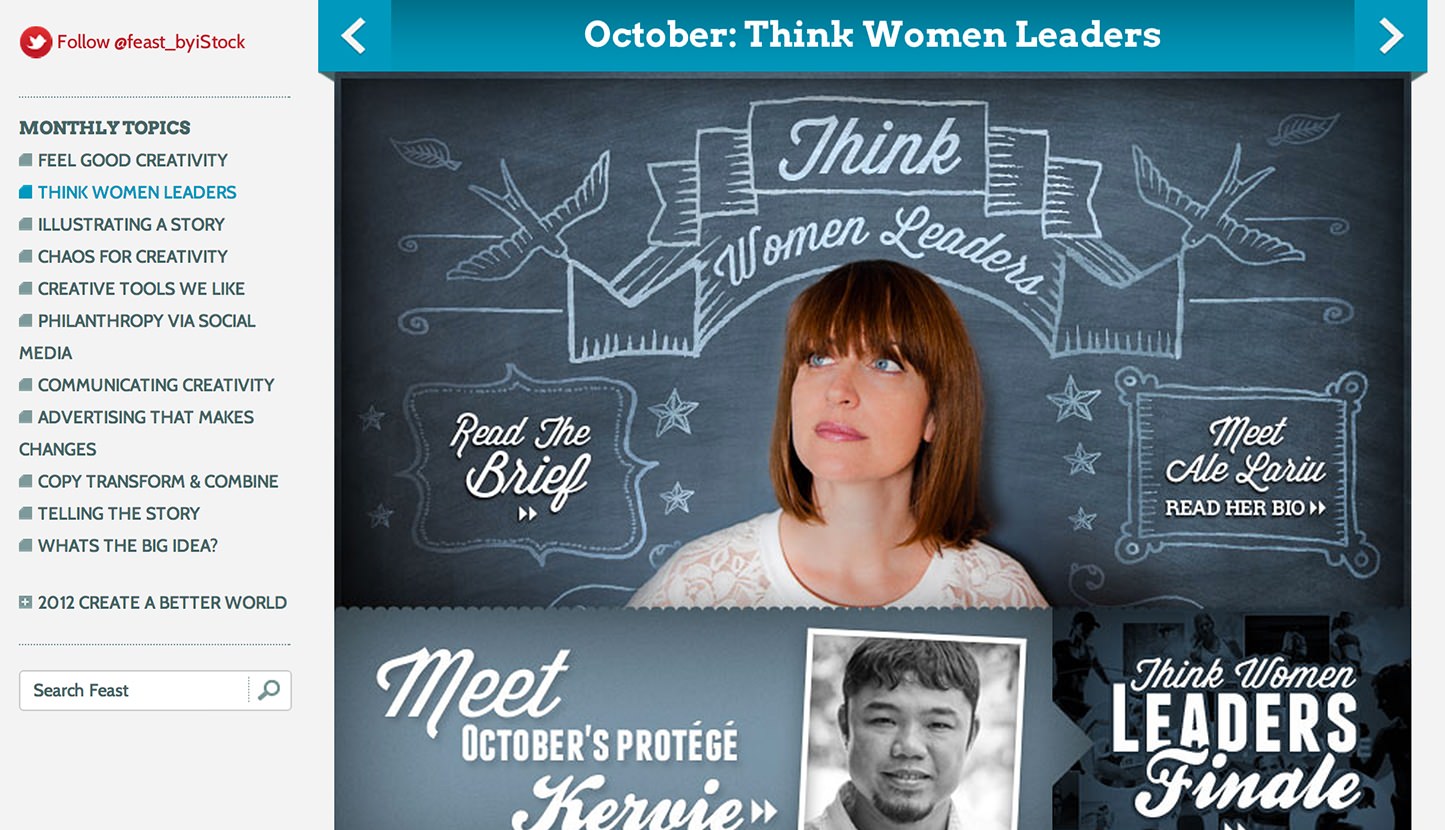 Follow @feast_byiStock
MONTHLY TOPICS
FEEL GOOD CREATIVITY
THINK WOMEN LEADERS
ILLUSTRATING A STORY
CHAOS FOR CREATIVITY
CREATIVE TOOLS WE LIKE
PHILANTHROPY VIA SOCIAL
MEDIA
COMMUNICATING CREATIVITY
ADVERTISING THAT MAKES
CHANGES
COPY TRANSFORM & COMBINE
TELLING THE STORY
WHATS THE BIG IDEA?
2012 CREATE A BETTER WORLD
Search Feast
October: Think Women Leaders
Think
Women Leaders
Read The
Brief
Meet
Ale Lariu
READ HER BIO
Meet
OCTOBER'S PROTÉGÉ
Kervie
Think Women
LEADERS
Finale